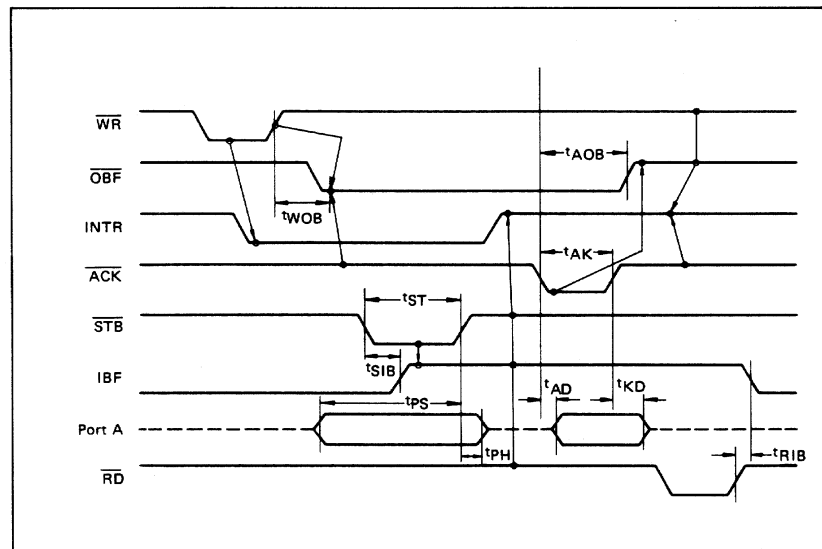 WR
tAOB
OBF
tWOB
INTR
tAK
ACK
tST
STB
tSIB
IBF
tAD
tKD
tPS
Port A
tPH
tRIB
RD